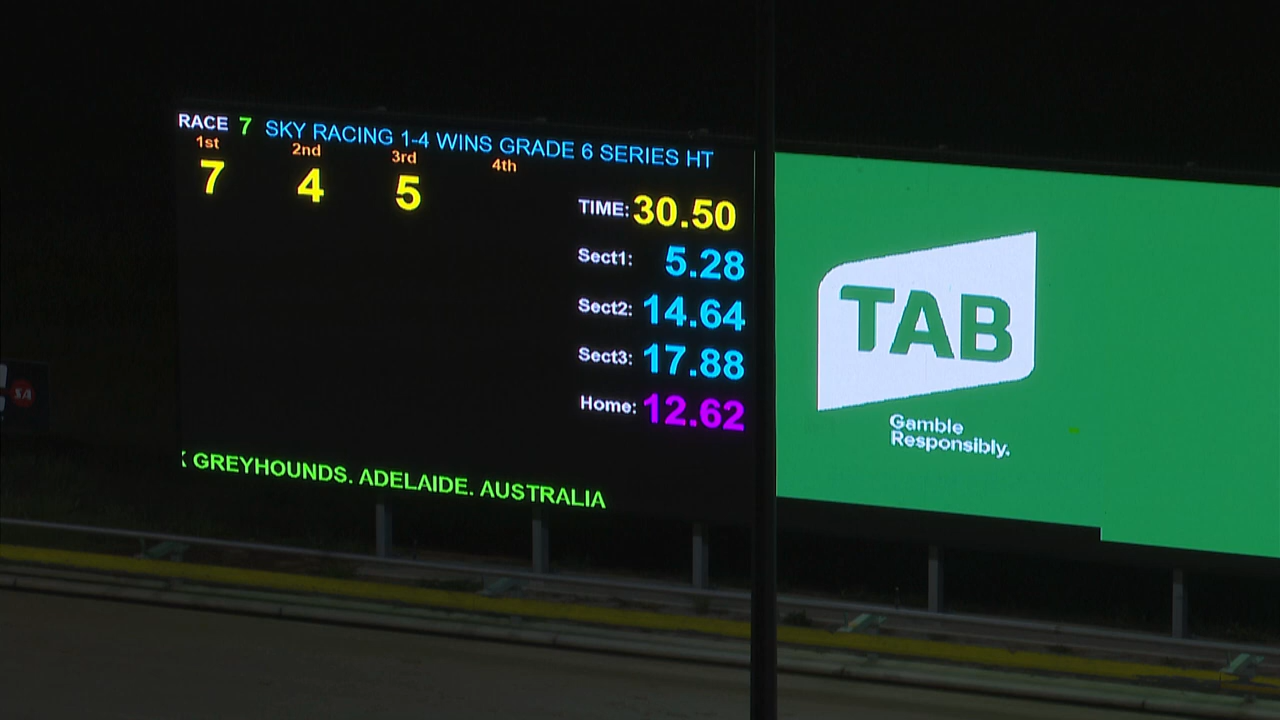 RACE 7 SKY RACING 1-4 WINS GRADE 6 SERIES HT
1st 2nd 3rd 4th
7 4 5
TIME: 30.50
Sect1: 5.28
Sect2: 14.64
Sect3: 17.88
Home: 12.62
GREYHOUNDS. ADELAIDE. AUSTRALIA
TAB
Gamble
Responsibly.
SA